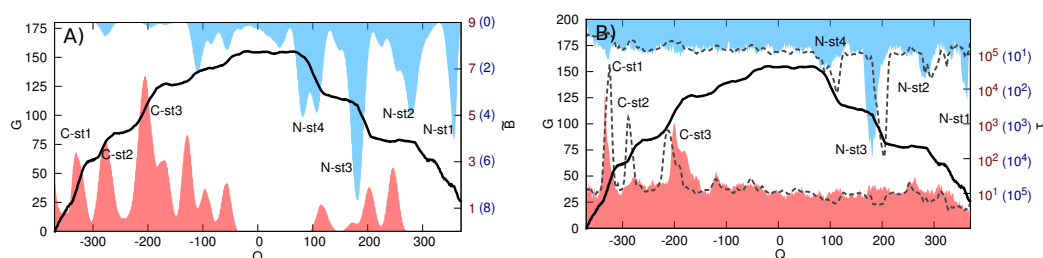 A)
175
150
125
100
75
50
25
0
G
-300
-200
-100
0
100
200
300
C-st1
C-st2
C-st3
N-st4
N-st3
N-st2
N-st1
9 (0)
7 (2)
5 (4)
3 (6)
1 (8)
B)
200
175
150
125
100
75
50
25
0
G
-300
-200
-100
0
100
200
300
C-st1
C-st2
C-st3
N-st4
N-st3
N-st2
N-st1
10⁵ (10¹)
10⁴ (10²)
10³ (10³)
10² (10⁴)
10¹ (10⁵)